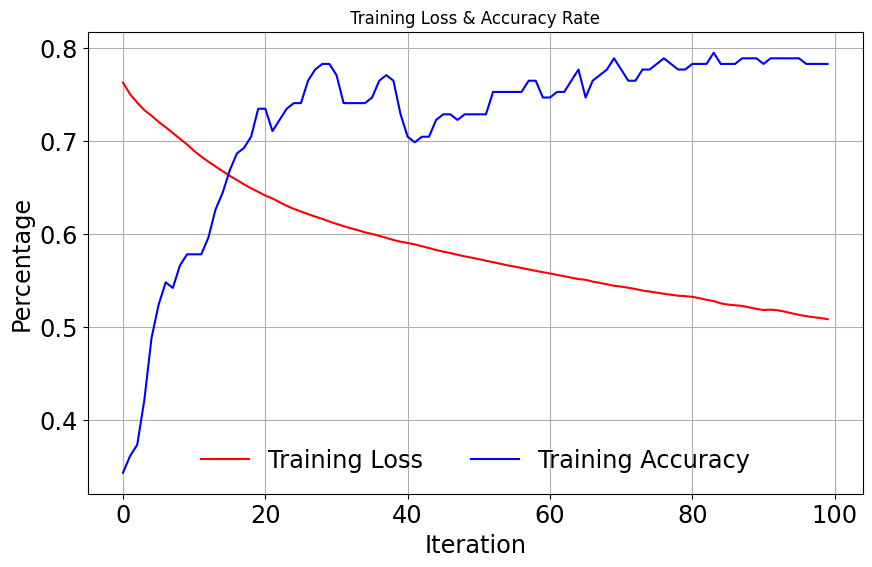 Training Loss & Accuracy Rate
Percentage
0.8
0.7
0.6
0.5
0.4
Training Loss
Training Accuracy
0
20
40
60
80
100
Iteration